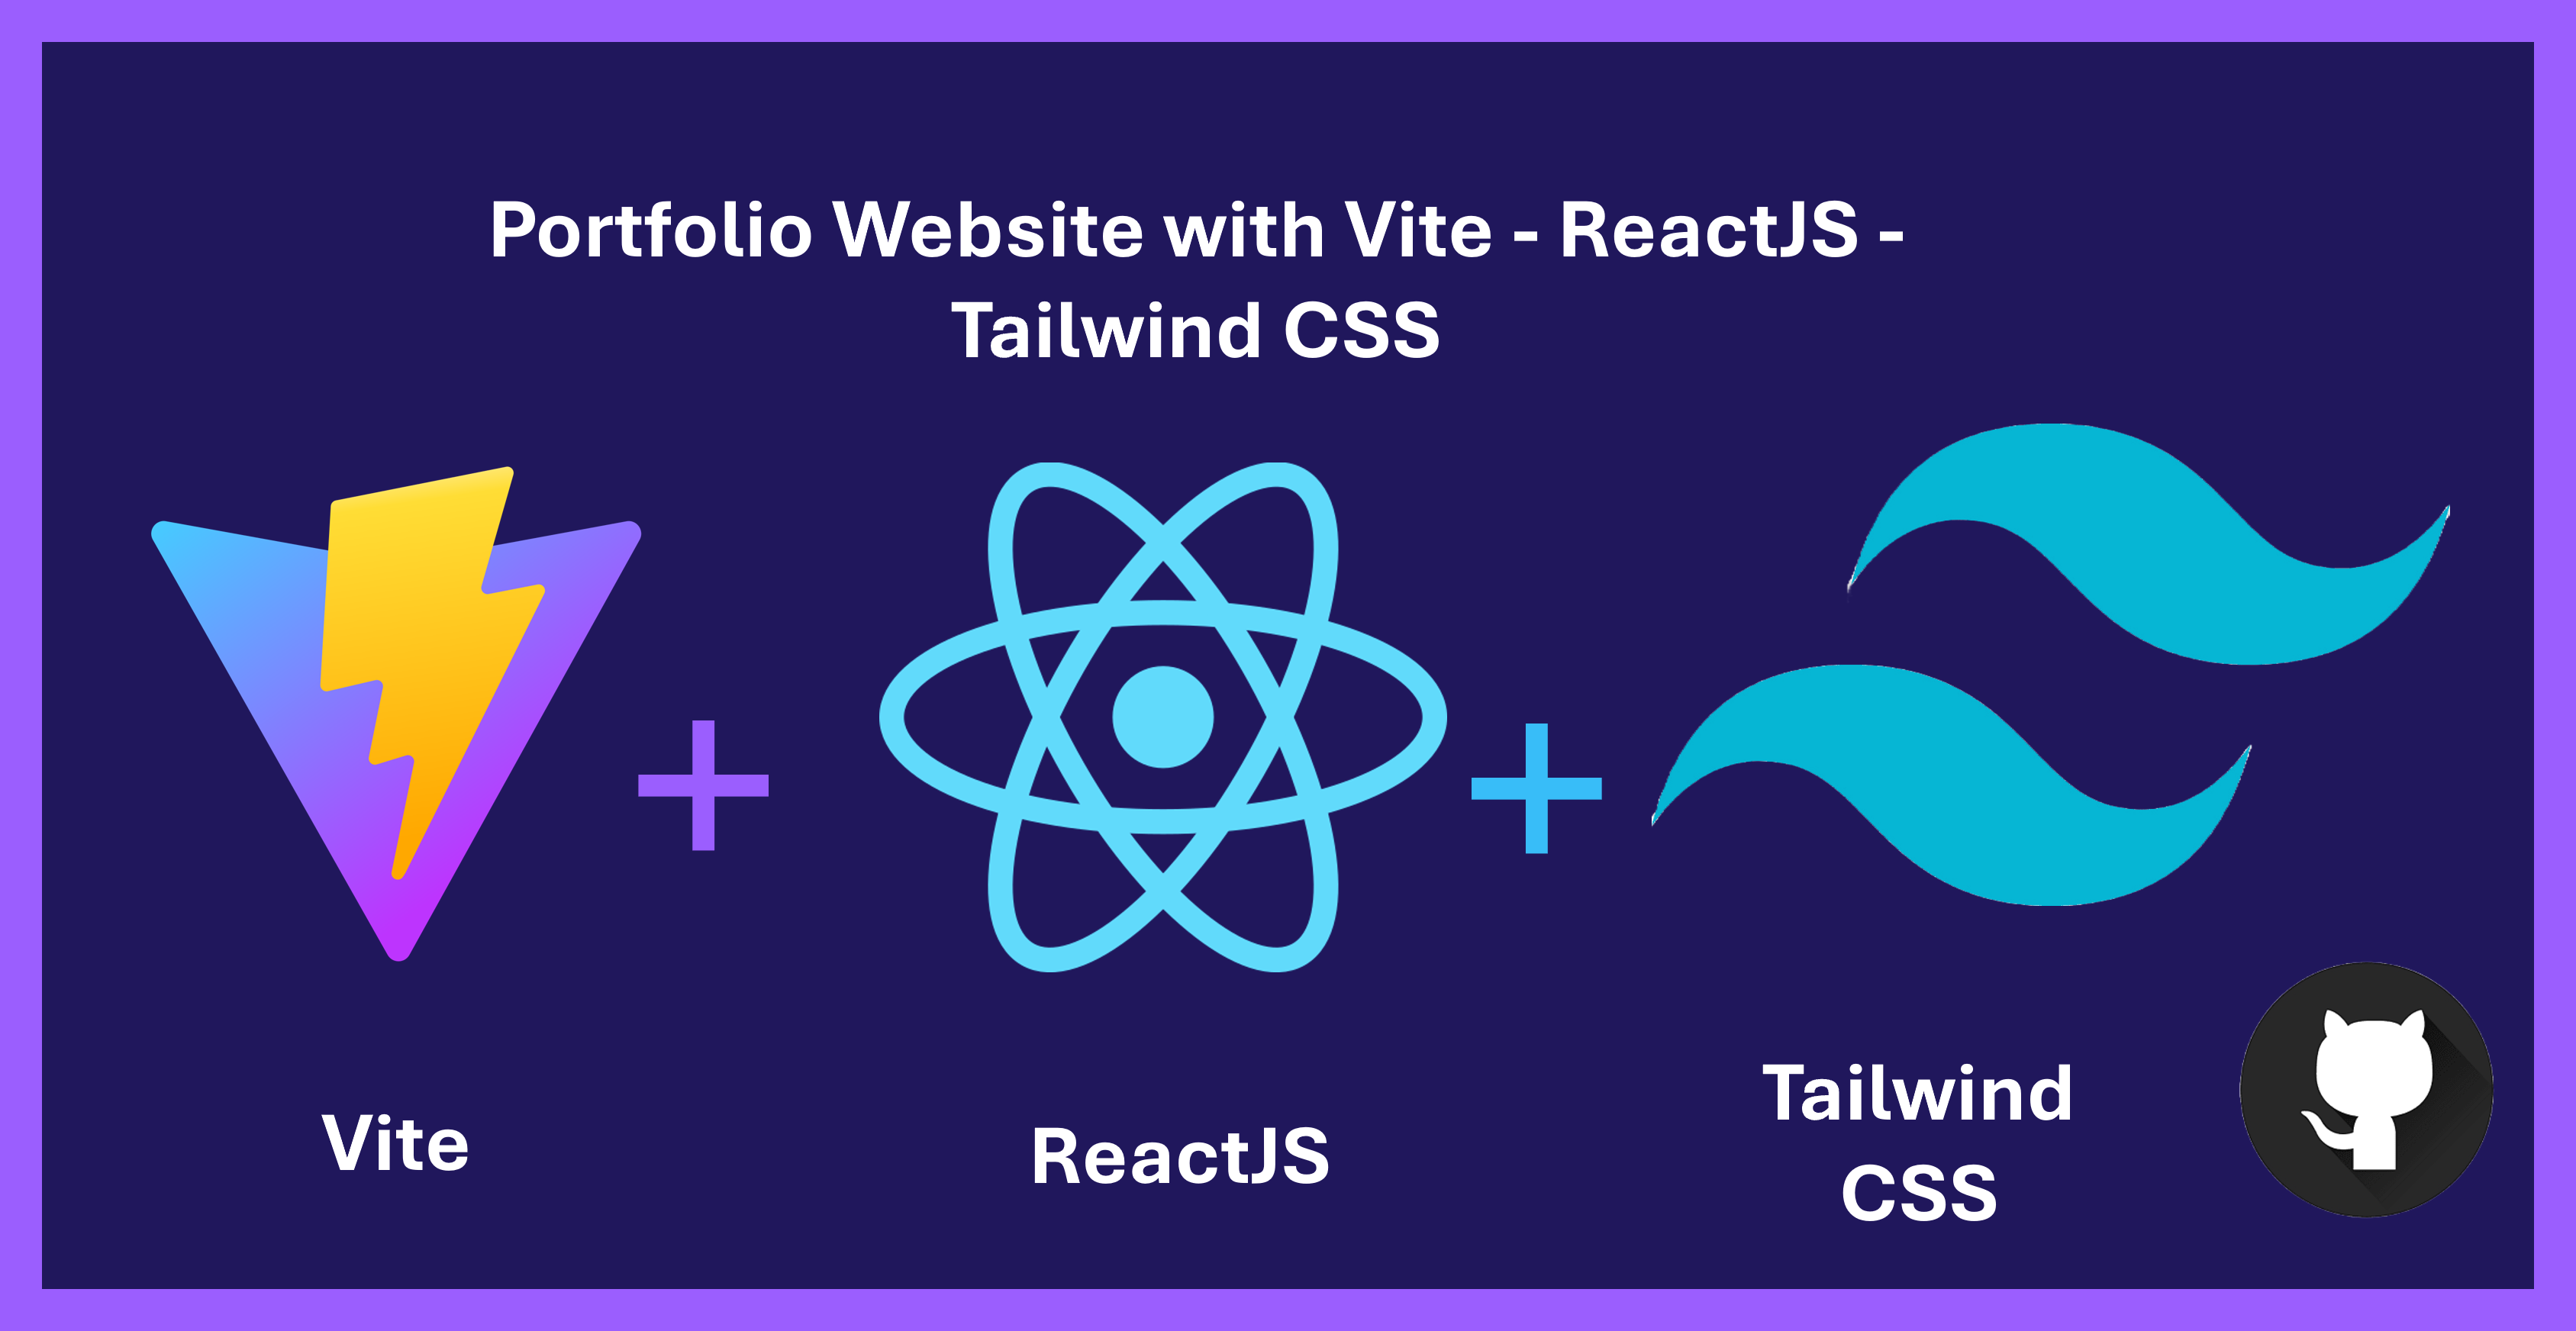 Portfolio Website with Vite - ReactJS -
Tailwind CSS
Vite
ReactJS
Tailwind
CSS